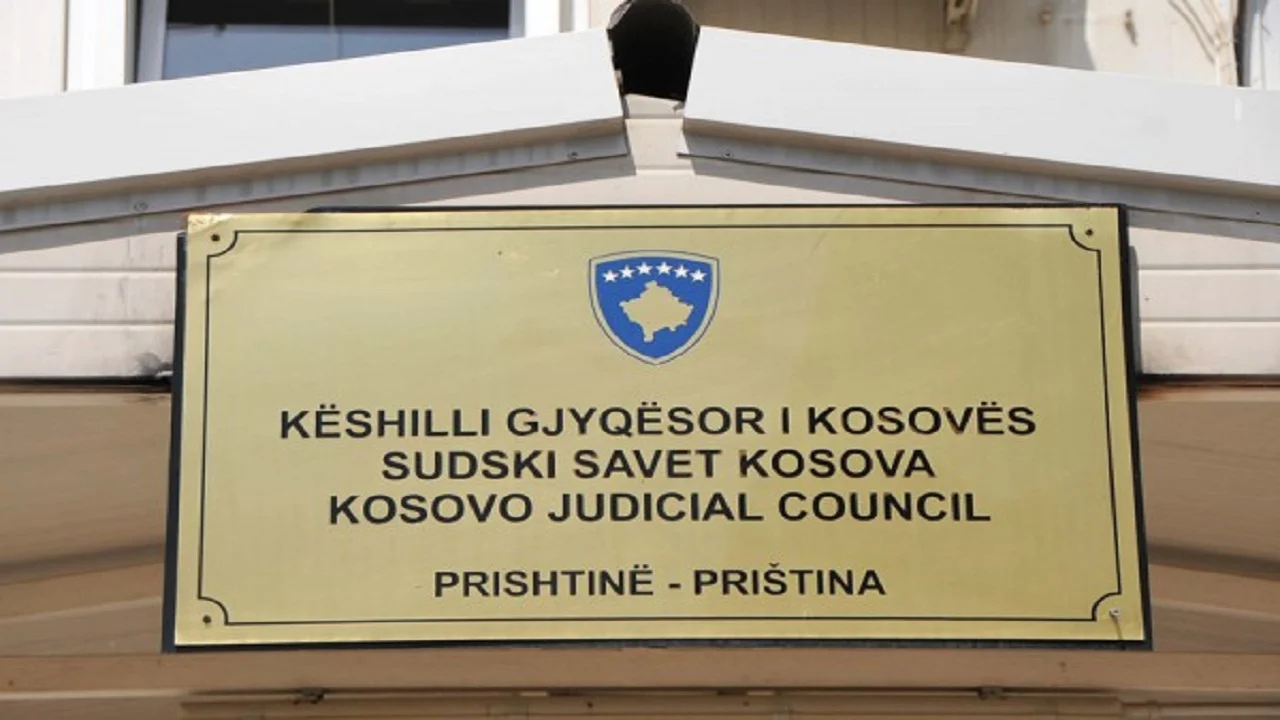 KËSHILLI GJYQËSOR I KOSOVËS
SUDSKI SAVET KOSOVA
KOSOVO JUDICIAL COUNCIL
PRISHTINË - PRIŠTINA